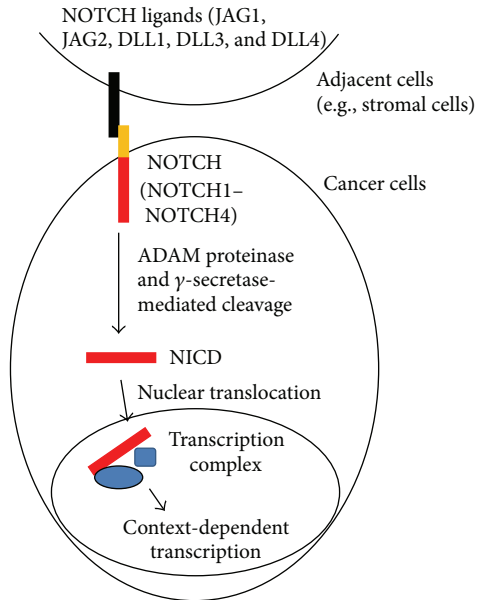 NOTCH ligands (JAG1,
JAG2, DLL1, DLL3, and DLL4)
Adjacent cells
(e.g., stromal cells)
NOTCH
(NOTCH1–
NOTCH4)
Cancer cells
ADAM proteinase
and γ-secretase-
mediated cleavage
NICD
Nuclear translocation
Transcription
complex
Context-dependent
transcription